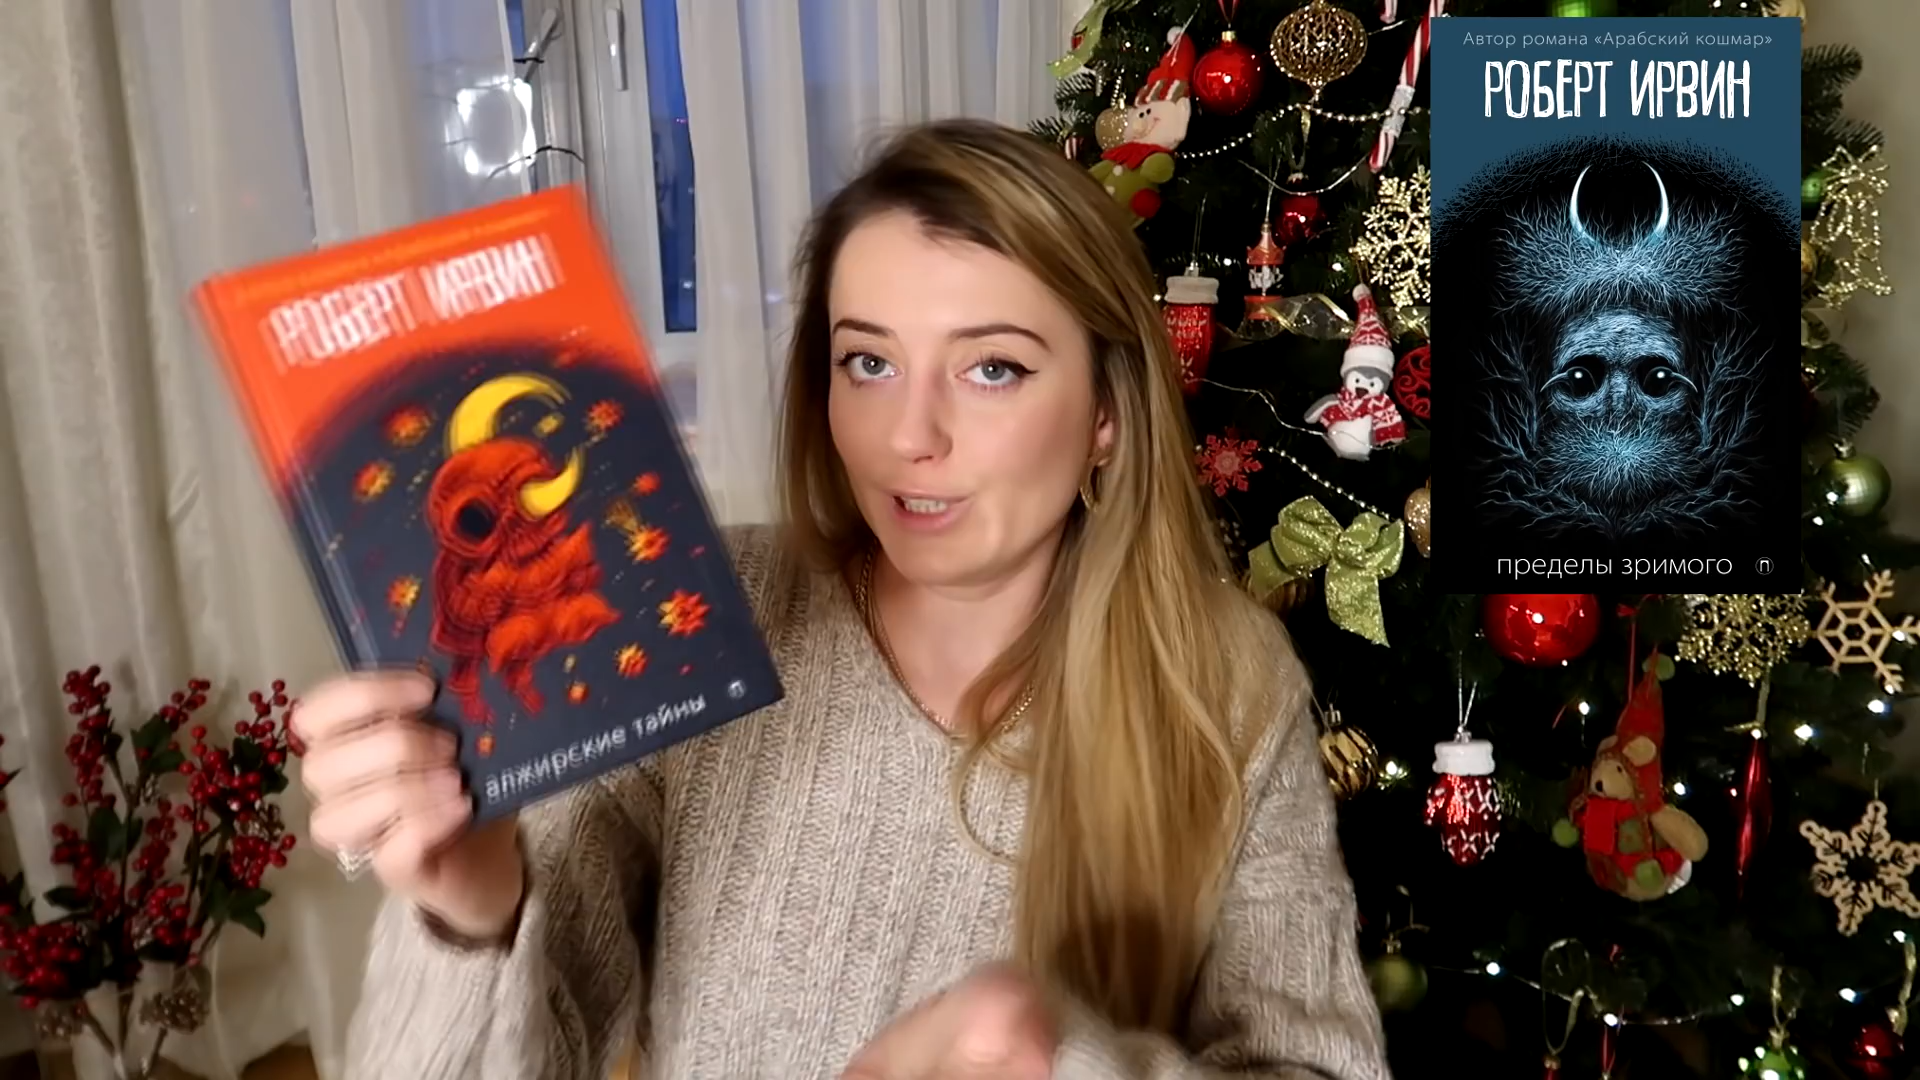 РОБЕРТ ИРВИН
алжирские тайны
Автор романа «Арабский кошмар»
РОБЕРТ ИРВИН
пределы зримого